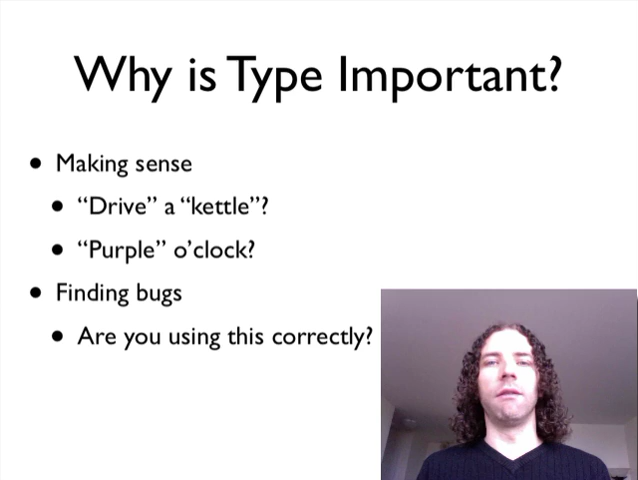 Why is Type Important?
• Making sense
• “Drive” a “kettle”?
• “Purple” o’clock?
• Finding bugs
• Are you using this correctly?